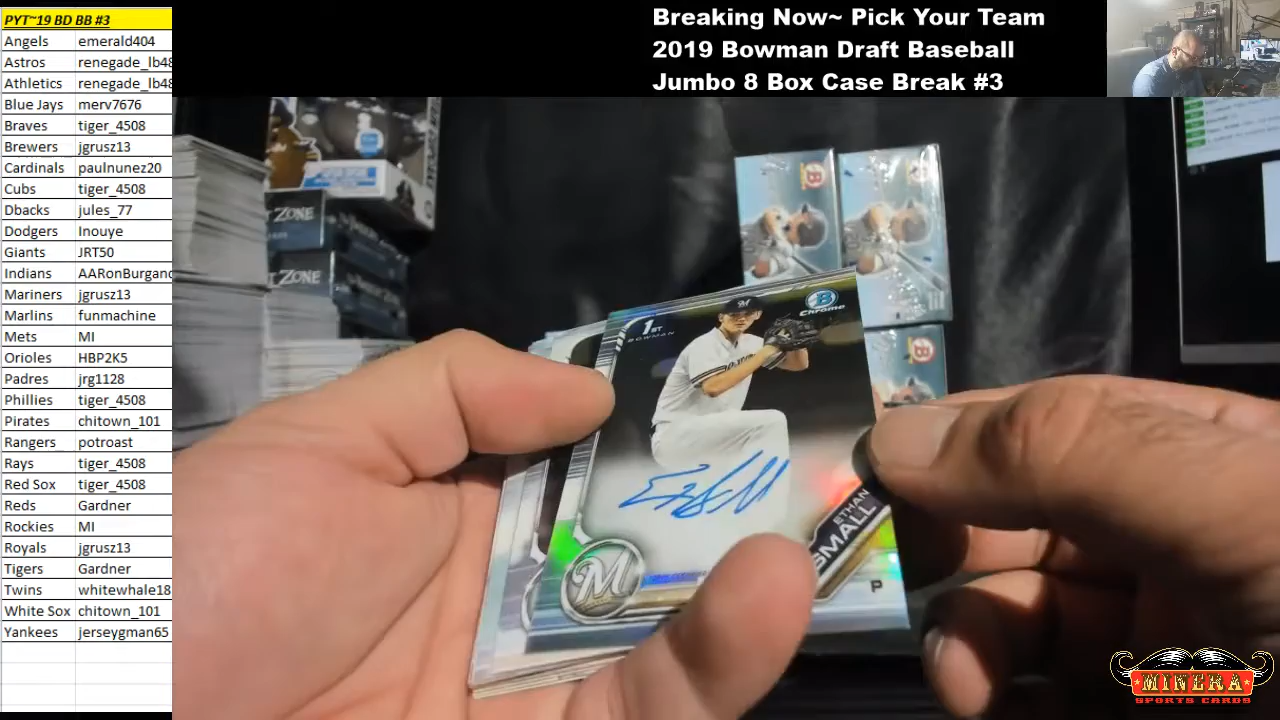 PYT~19 BD BB #3
Angels emerald404
Astros renegade_lb48
Athletics renegade_lb48
Blue Jays merv7676
Braves tiger_4508
Brewers jgrusz13
Cardinals paulnunez20
Cubs tiger_4508
Dbacks jules_77
Dodgers Inouye
Giants JRT50
Indians AARonBurgand
Mariners jgrusz13
Marlins funmachine
Mets MI
Orioles HBP2K5
Padres jrg1128
Phillies tiger_4508
Pirates chitown_101
Rangers potroast
Rays tiger_4508
Red Sox tiger_4508
Reds Gardner
Rockies MI
Royals jgrusz13
Tigers Gardner
Twins whitewhale18
White Sox chitown_101
Yankees jerseygman65
Breaking Now~ Pick Your Team
2019 Bowman Draft Baseball
Jumbo 8 Box Case Break #3
ZONE
ZONE
1ST
BOWMAN
B
Chrome
M
ETHAN
SMALL
P
MINERA
SPORTS CARDS